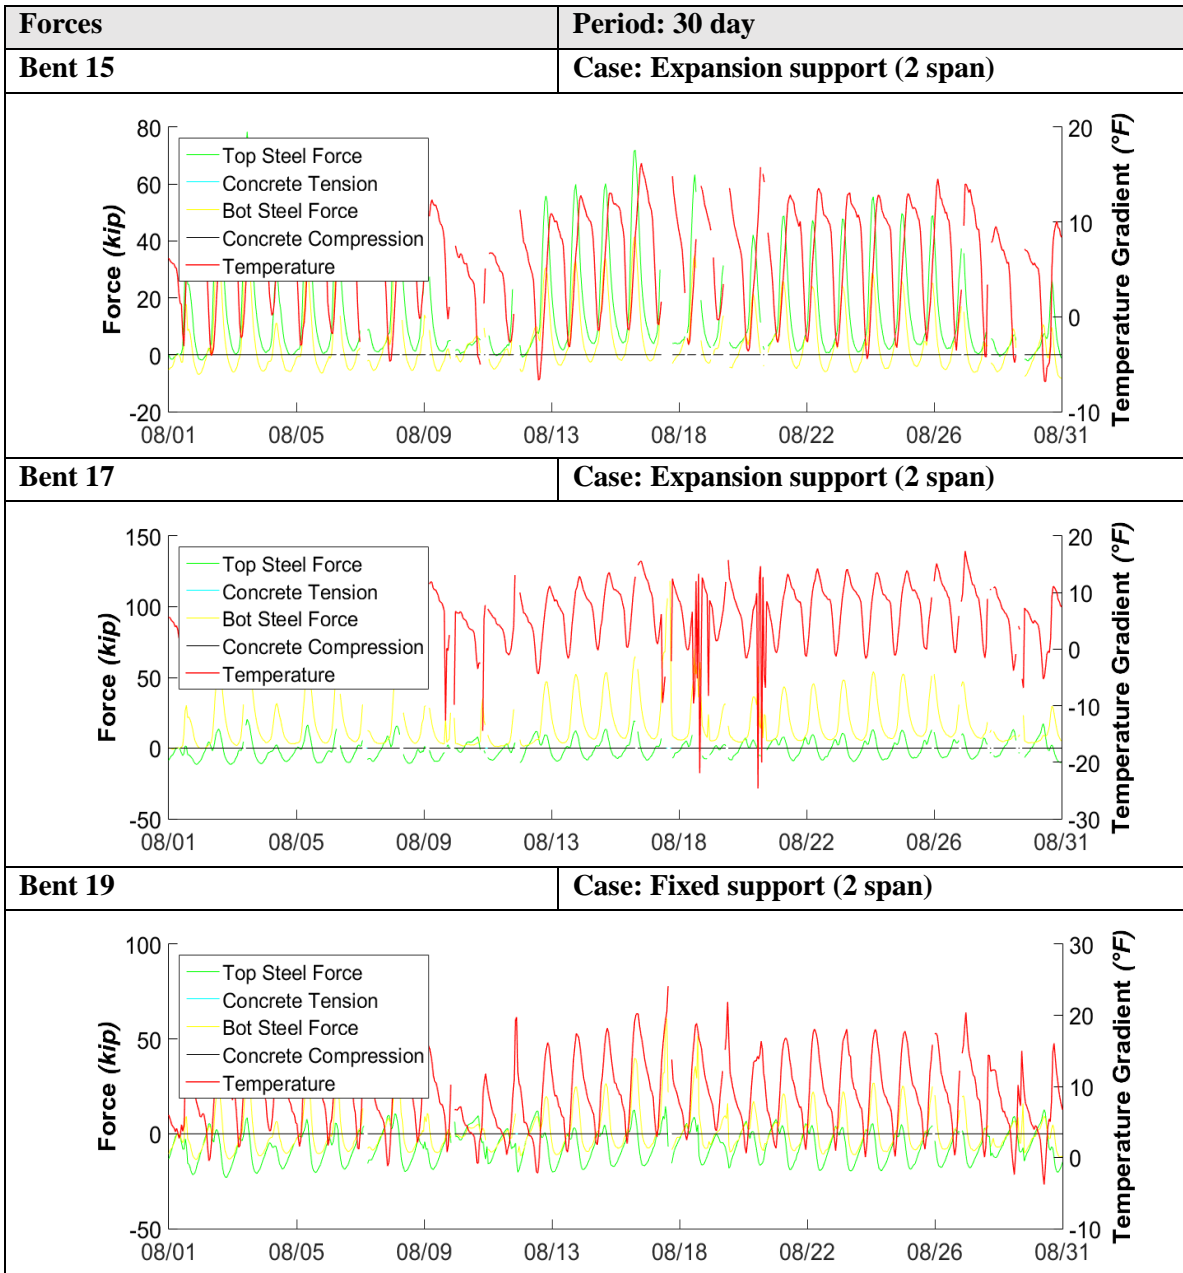 Forces Period: 30 day
Bent 15 Case: Expansion support (2 span)
80 20
Top Steel Force
Concrete Tension
60
Bot Steel Force 10
Concrete Compression
40
Temperature
Force (kip)
Temperature Gradient (°F)
20 0
0
-20 -10
08/01 08/05 08/09 08/13 08/18 08/22 08/26 08/31
Bent 17 Case: Expansion support (2 span)
150 20
Top Steel Force
Concrete Tension
10
100
Bot Steel Force
Concrete Compression
0
Temperature
50
Force (kip)
Temperature Gradient (°F)
-10
0
-20
-50 -30
08/01 08/05 08/09 08/13 08/18 08/22 08/26 08/31
Bent 19 Case: Fixed support (2 span)
100 30
Top Steel Force
Concrete Tension
20
Bot Steel Force
50
Concrete Compression
Temperature
10
Force (kip)
Temperature Gradient (°F)
0
0
-50 -10
08/01 08/05 08/09 08/13 08/18 08/22 08/26 08/31